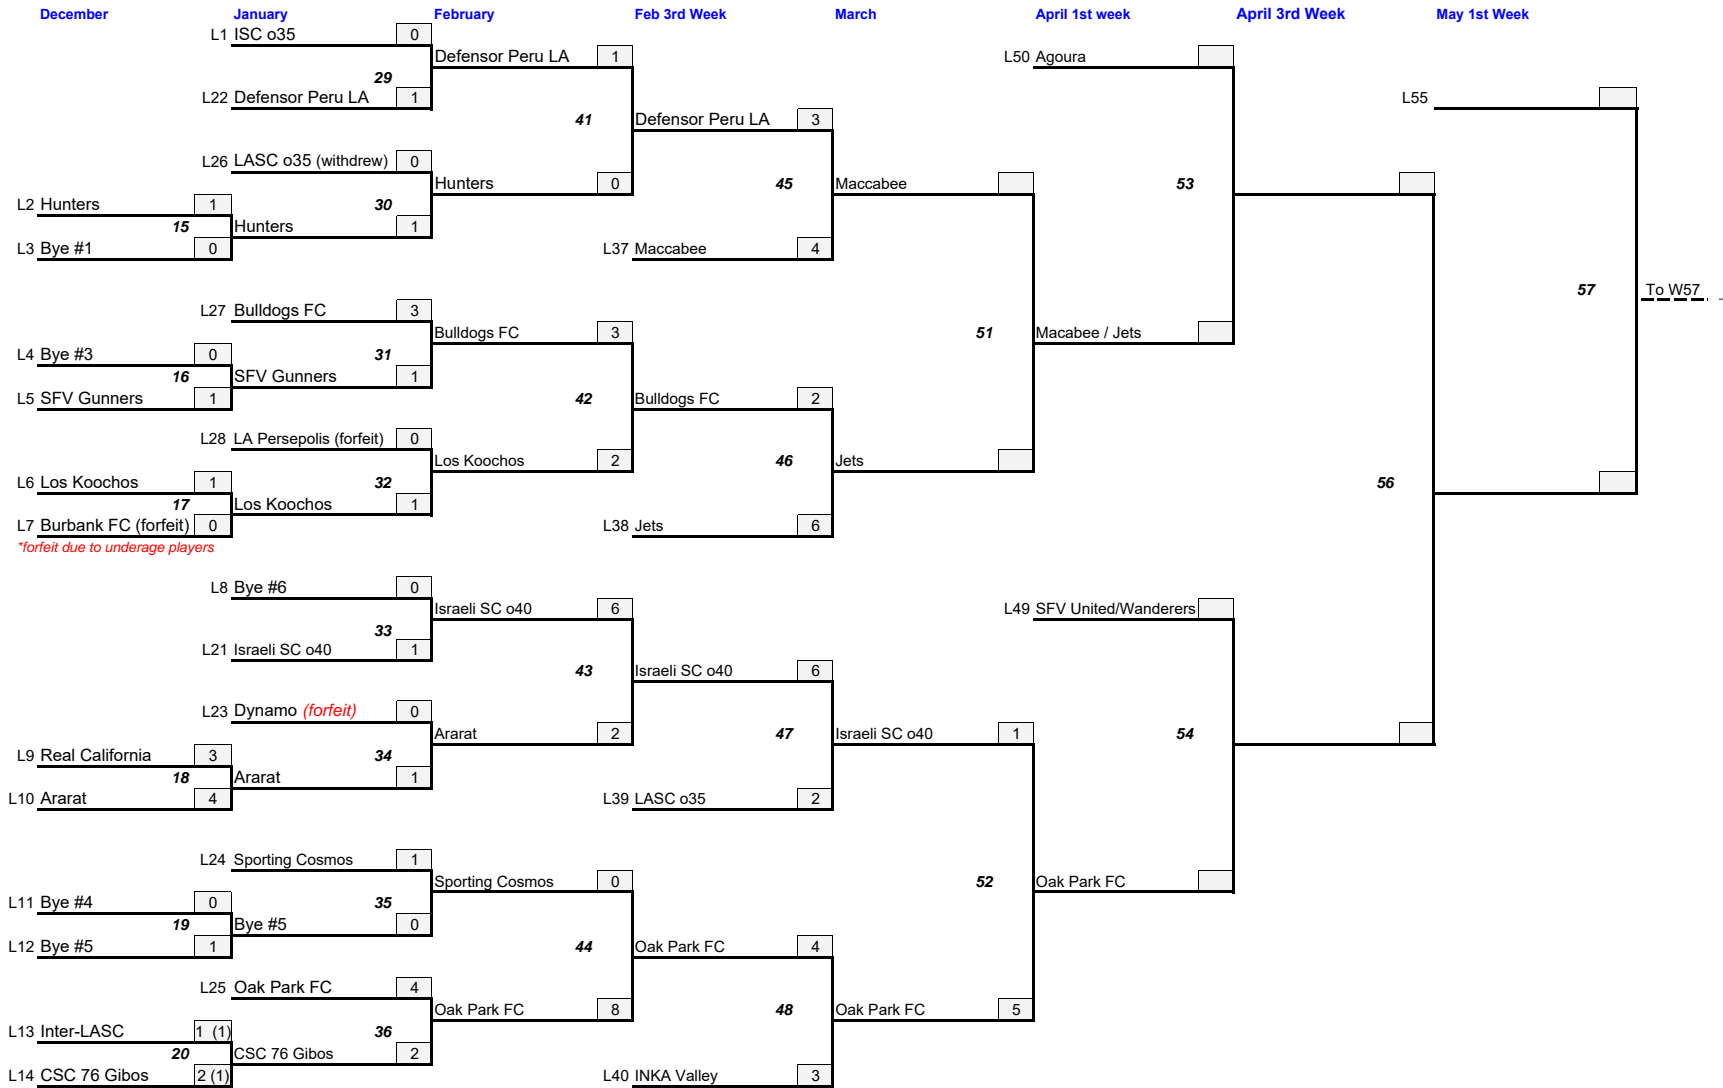 December January February Feb 3rd Week March April 1st week April 3rd Week May 1st Week
L1 ISC o35 0
Defensor Peru LA 1
L50 Agoura
29
L22 Defensor Peru LA 1
L55
41
Defensor Peru LA 3
L26 LASC o35 (withdrew) 0
Hunters 0
45
Maccabee
53
L2 Hunters 1
30
15
Hunters 1
L3 Bye #1 0
L37 Maccabee 4
57
To W57
L27 Bulldogs FC 3
Bulldogs FC 3
51
Macabee / Jets
L4 Bye #3 0
31
16
SFV Gunners 1
L5 SFV Gunners 1
42
Bulldogs FC 2
L28 LA Persepolis (forfeit) 0
Los Koochos 2
46
Jets
L6 Los Koochos 1
32
56
17
Los Koochos 1
L7 Burbank FC (forfeit) 0
L38 Jets 6
*forfeit due to underage players
L8 Bye #6 0
Israeli SC o40 6
L49 SFV United/Wanderers
33
L21 Israeli SC o40 1
43
Israeli SC o40 6
L23 Dynamo (forfeit) 0
Ararat 2
47
Israeli SC o40 1
54
L9 Real California 3
34
18
Ararat 1
L10 Ararat 4
L39 LASC o35 2
L24 Sporting Cosmos 1
Sporting Cosmos 0
52
Oak Park FC
L11 Bye #4 0
35
19
Bye #5 0
L12 Bye #5 1
44
Oak Park FC 4
L25 Oak Park FC 4
Oak Park FC 8
48
Oak Park FC 5
L13 Inter-LASC 1 (1)
36
20
CSC 76 Gibos 2
L14 CSC 76 Gibos 2 (1)
L40 INKA Valley 3